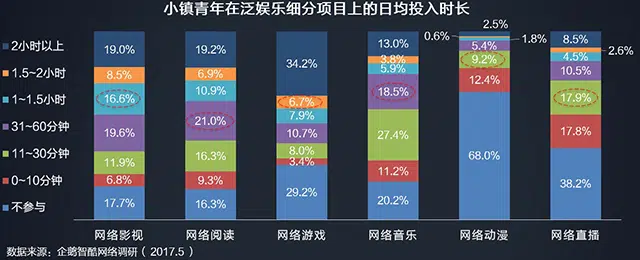 小镇青年在泛娱乐细分项目上的日均投入时长
2小时以上 19.0% 19.2% 34.2% 13.0% 2.5% 8.5%
1.5~2小时 8.5% 6.9% 6.7% 3.8% 0.6% 2.6%
1~1.5小时 16.6% 10.9% 7.9% 5.9% 1.8% 4.5%
31~60分钟 19.6% 21.0% 10.7% 18.5% 5.4% 10.5%
11~30分钟 11.9% 16.3% 8.0% 27.4% 9.2% 17.9%
0~10分钟 6.8% 9.3% 3.4% 11.2% 12.4% 17.8%
不参与 17.7% 16.3% 29.2% 20.2% 68.0% 38.2%
网络影视 网络阅读 网络游戏 网络音乐 网络动漫 网络直播
数据来源：企鹅智酷网络调研（2017.5）